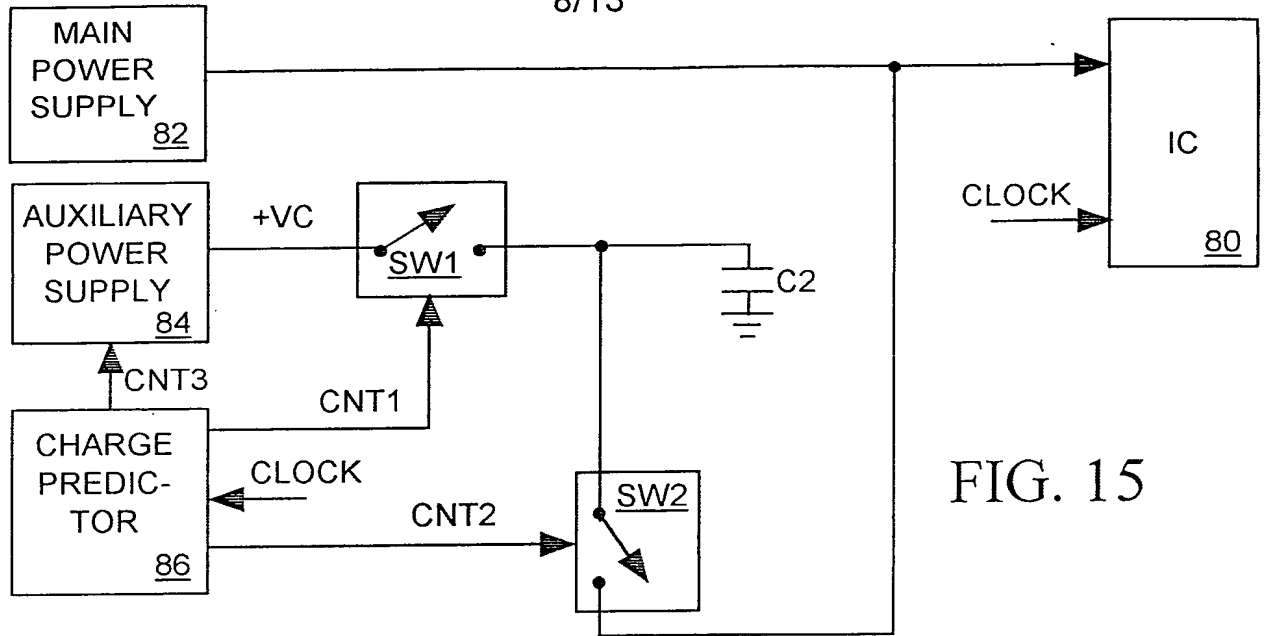 8/13
MAIN
POWER
SUPPLY
82
AUXILIARY
POWER
SUPPLY
84
+VC
SW1
C2
IC
CLOCK
80
CNT3
CNT1
CHARGE
PREDIC-
TOR
86
CLOCK
CNT2
SW2
FIG. 15